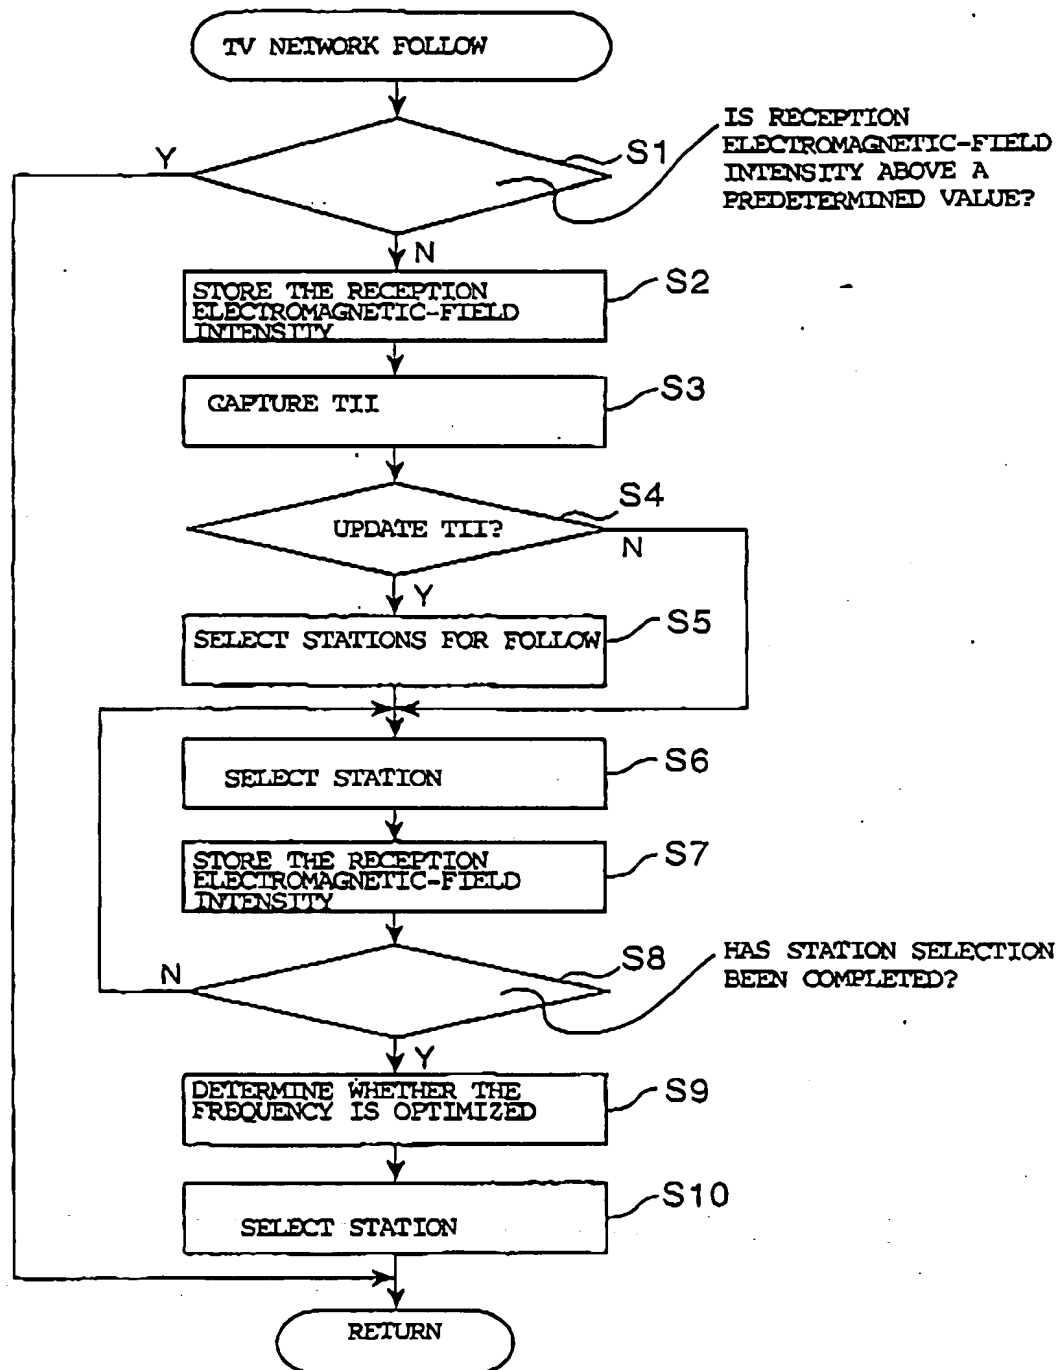 TV NETWORK FOLLOW
IS RECEPTION
ELECTROMAGNETIC-FIELD
INTENSITY ABOVE A
PREDETERMINED VALUE?
Y
S1
N
S2
STORE THE RECEPTION
ELECTROMAGNETIC-FIELD
INTENSITY
S3
CAPTURE TII
S4
UPDATE TII?
N
Y
S5
SELECT STATIONS FOR FOLLOW
S6
SELECT STATION
S7
STORE THE RECEPTION
ELECTROMAGNETIC-FIELD
INTENSITY
HAS STATION SELECTION
BEEN COMPLETED?
S8
N
Y
S9
DETERMINE WHETHER THE
FREQUENCY IS OPTIMIZED
S10
SELECT STATION
RETURN